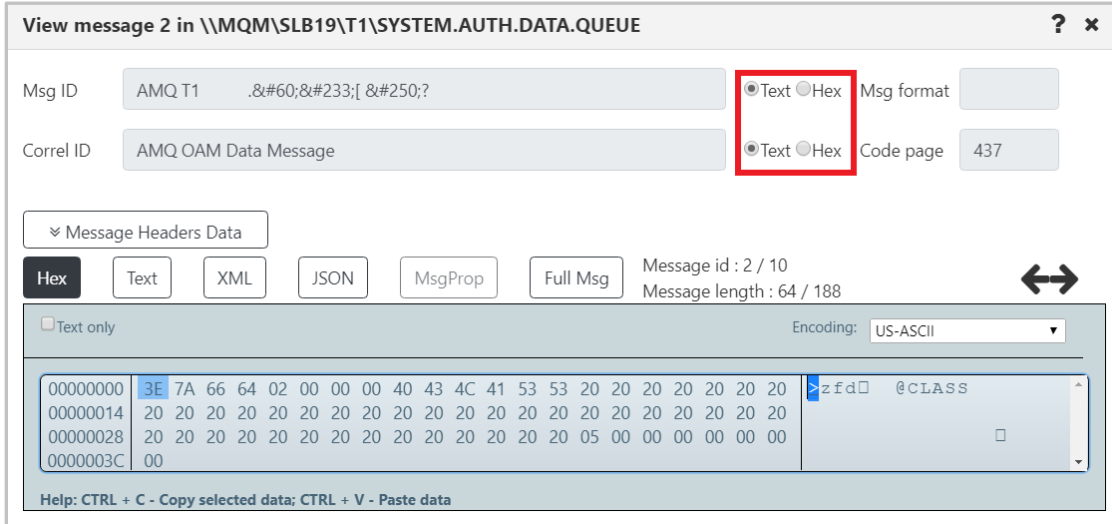 View message 2 in \\MQM\SLB19\T1\SYSTEM.AUTH.DATA.QUEUE ? ×
Msg ID AMQ T1 .&#60;&#233;[ &#250;? Text Hex Msg format
Correl ID AMQ OAM Data Message Text Hex Code page 437
Message Headers Data
Hex Text XML JSON MsgProp Full Msg Message id : 2 / 10
Message length : 64 / 188
Text only Encoding: US-ASCII
00000000 3E 7A 66 64 02 00 00 00 40 43 4C 41 53 53 20 20 20 20 20 20 20 >zfd□ @CLASS
00000014 20 20 20 20 20 20 20 20 20 20 20 20 20 20 20 20 20 20 20 20 20
00000028 20 20 20 20 20 20 20 20 20 20 20 20 20 20 05 00 00 00 00 00 00 □
0000003C 00
Help: CTRL + C - Copy selected data; CTRL + V - Paste data